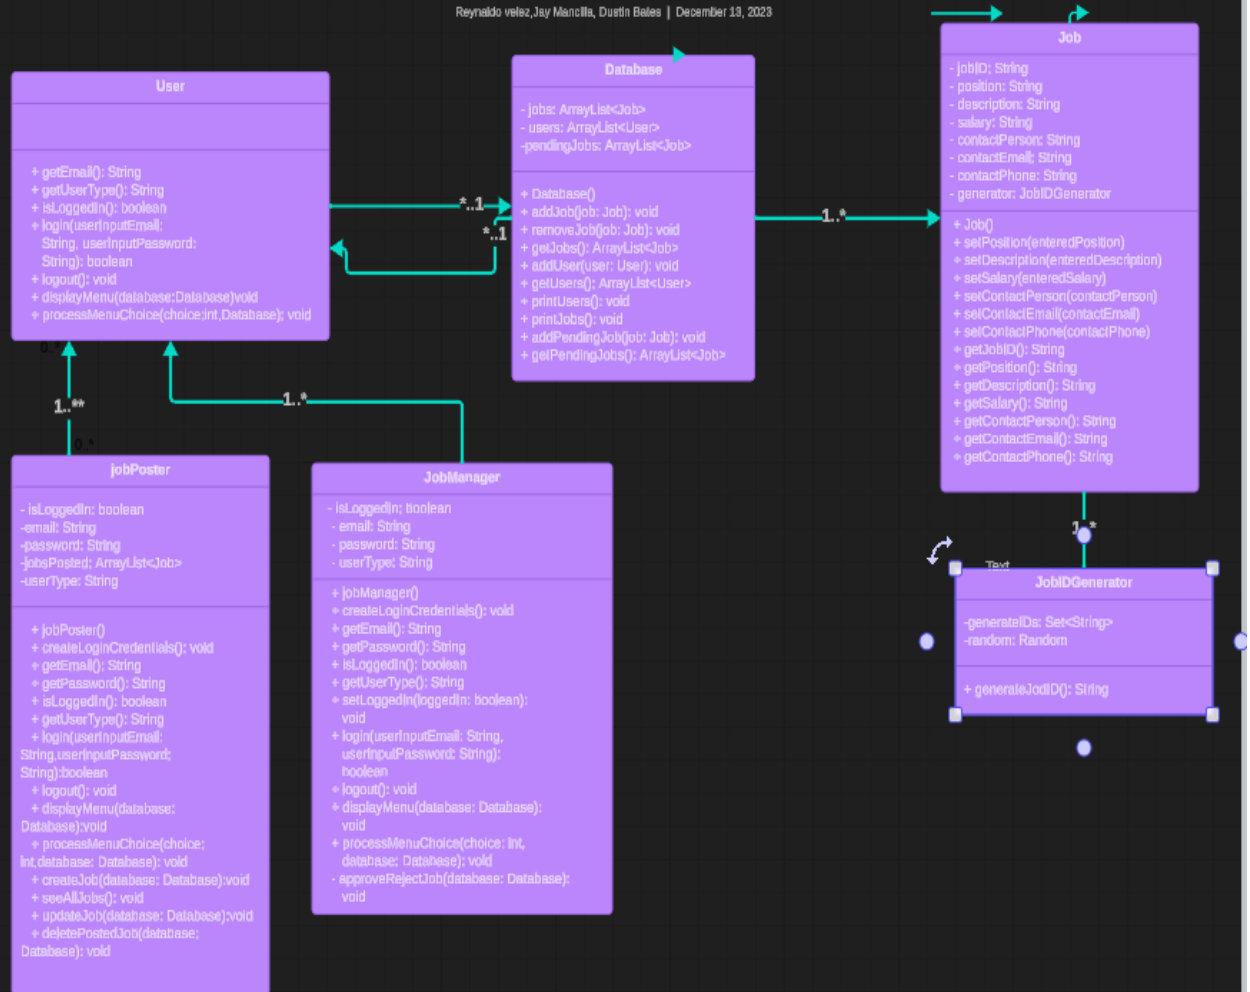 Reynaldo velez,Jay Mancilla, Dustin Bales | December 13, 2023
User
+ getEmail(): String
+ getUserType(): String
+ isLoggedIn(): boolean
+ login(userInputEmail:
String, userInputPassword:
String): boolean
+ logout(): void
+ displayMenu(database:Database)void
+ processMenuChoice(choice:int,Database): void
Database
- jobs: ArrayList<Job>
- users: ArrayList<User>
-pendingJobs: ArrayList<Job>
+ Database()
+ addJob(job: Job): void
+ removeJob(job: Job): void
+ getJobs(): ArrayList<Job>
+ addUser(user: User): void
+ getUsers(): ArrayList<User>
+ printUsers(): void
+ printJobs(): void
+ addPendingJob(job: Job): void
+ getPendingJobs(): ArrayList<Job>
Job
- jobID: String
- position: String
- description: String
- salary: String
- contactPerson: String
- contactEmail: String
- contactPhone: String
- generator: JobIDGenerator
+ Job()
+ setPosition(enteredPosition)
+ setDescription(enteredDescription)
+ setSalary(enteredSalary)
+ setContactPerson(contactPerson)
+ setContactEmail(contactEmail)
+ setContactPhone(contactPhone)
+ getJobID(): String
+ getPosition(): String
+ getDescription(): String
+ getSalary(): String
+ getContactPerson(): String
+ getContactEmail(): String
+ getContactPhone(): String
*..1
*..1
1..*
0..*
1..**
0..*
1..*
1..*
jobPoster
- isLoggedIn: boolean
-email: String
-password: String
-jobsPosted: ArrayList<Job>
-userType: String
+ jobPoster()
+ createLoginCredentials(): void
+ getEmail(): String
+ getPassword(): String
+ isLoggedIn(): boolean
+ getUserType(): String
+ login(userInputEmail:
String,userInputPassword:
String):boolean
+ logout(): void
+ displayMenu(database:
Database):void
+ processMenuChoice(choice:
int,database: Database): void
+ createJob(database: Database):void
+ seeAllJobs(): void
+ updateJob(database: Database):void
+ deletePostedJob(database:
Database): void
JobManager
- isLoggedIn: boolean
- email: String
- password: String
- userType: String
+ jobManager()
+ createLoginCredentials(): void
+ getEmail(): String
+ getPassword(): String
+ isLoggedIn(): boolean
+ getUserType(): String
+ setLoggedIn(loggedIn: boolean):
void
+ login(userInputEmail: String,
userInputPassword: String):
boolean
+ logout(): void
+ displayMenu(database: Database):
void
+ processMenuChoice(choice: int,
database: Database): void
- approveRejectJob(database: Database):
void
Text
JobIDGenerator
-generateIDs: Set<String>
-random: Random
+ generateJodID(): String